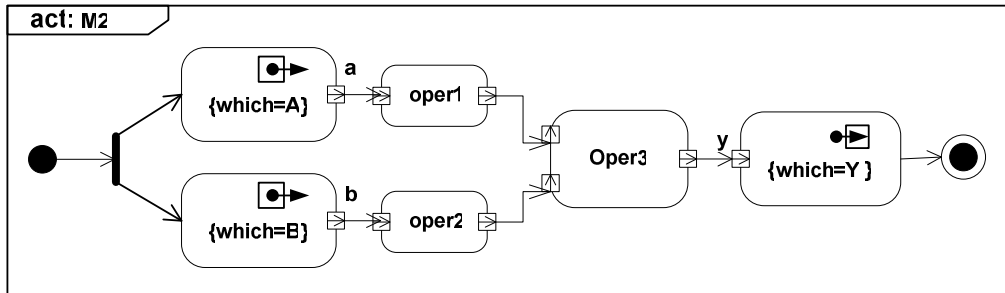 act: M2
a
{which=A}
oper1
b
{which=B}
oper2
Oper3
y
{which=Y }